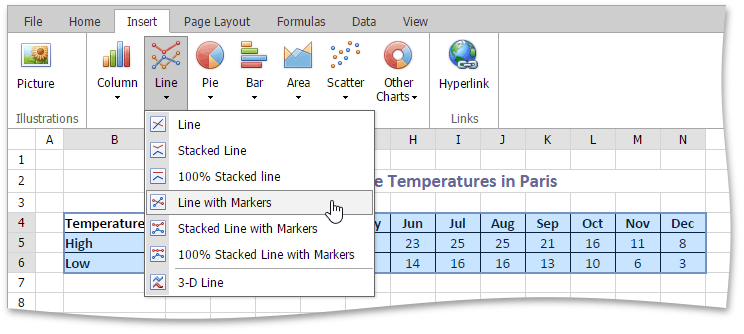 File Home Insert Page Layout Formulas Data View
Picture Column Line Pie Bar Area Scatter Other Charts Hyperlink
Illustrations Links
Line
Stacked Line
100% Stacked line
Line with Markers
Stacked Line with Markers
100% Stacked Line with Markers
3-D Line
A B H I J K L M N
1
2 e Temperatures in Paris
3
4 Temperature y Jun Jul Aug Sep Oct Nov Dec
5 High 23 25 25 21 16 11 8
6 Low 14 16 16 13 10 6 3
7
8